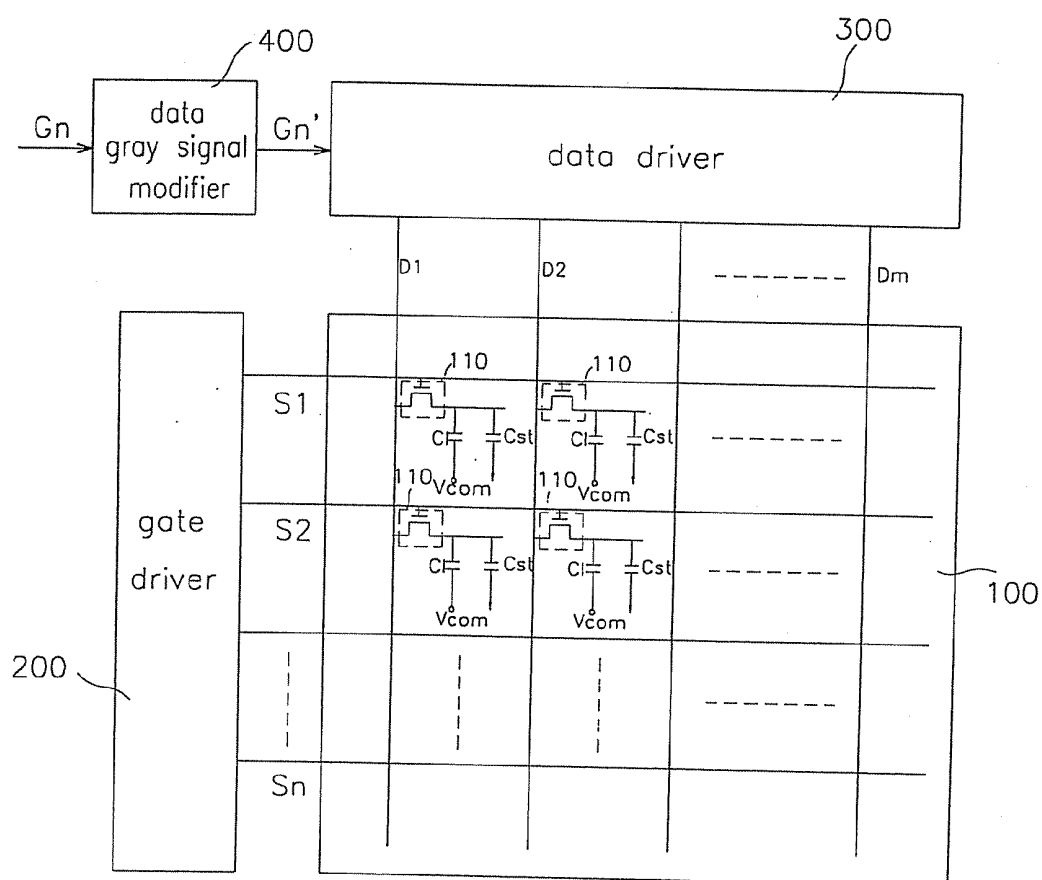 400
300
data
gray signal
modifier
Gn
Gn'
data driver
D1
D2
Dm
110
110
S1
Cl
Cst
Cl
Cst
Vcom
Vcom
110
110
gate
driver
S2
Cl
Cst
Cl
Cst
Vcom
Vcom
100
200
Sn